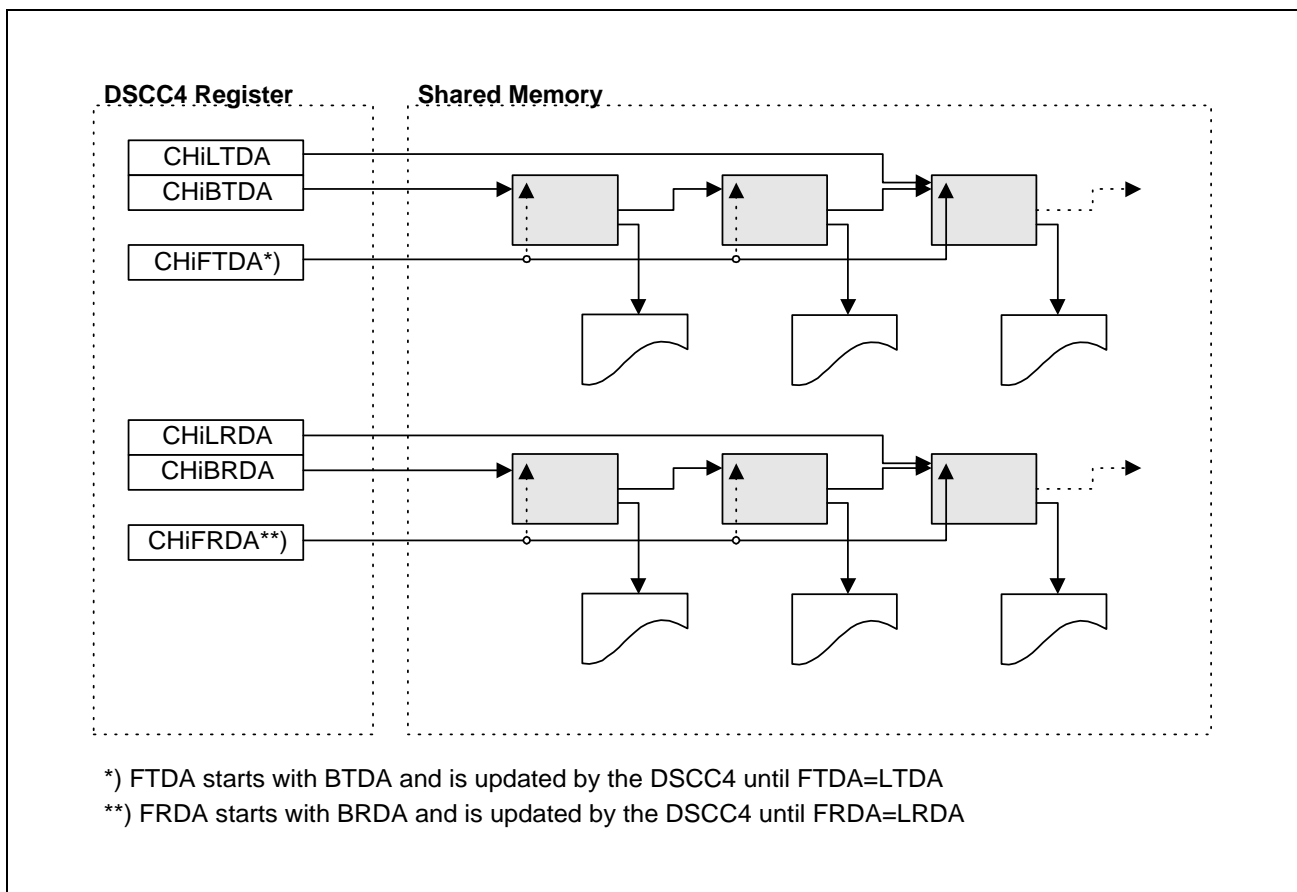 DSCC4 Register
Shared Memory
CHiLTDA
CHiBTDA
CHiFTDA*)
CHiLRDA
CHiBRDA
CHiFRDA**)
*) FTDA starts with BTDA and is updated by the DSCC4 until FTDA=LTDA
**) FRDA starts with BRDA and is updated by the DSCC4 until FRDA=LRDA